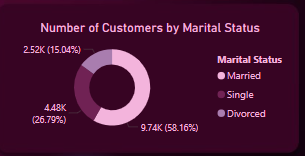 Number of Customers by Marital Status
2.52K (15.04%)
Marital Status
Married
Single
Divorced
4.48K
(26.79%)
9.74K (58.16%)